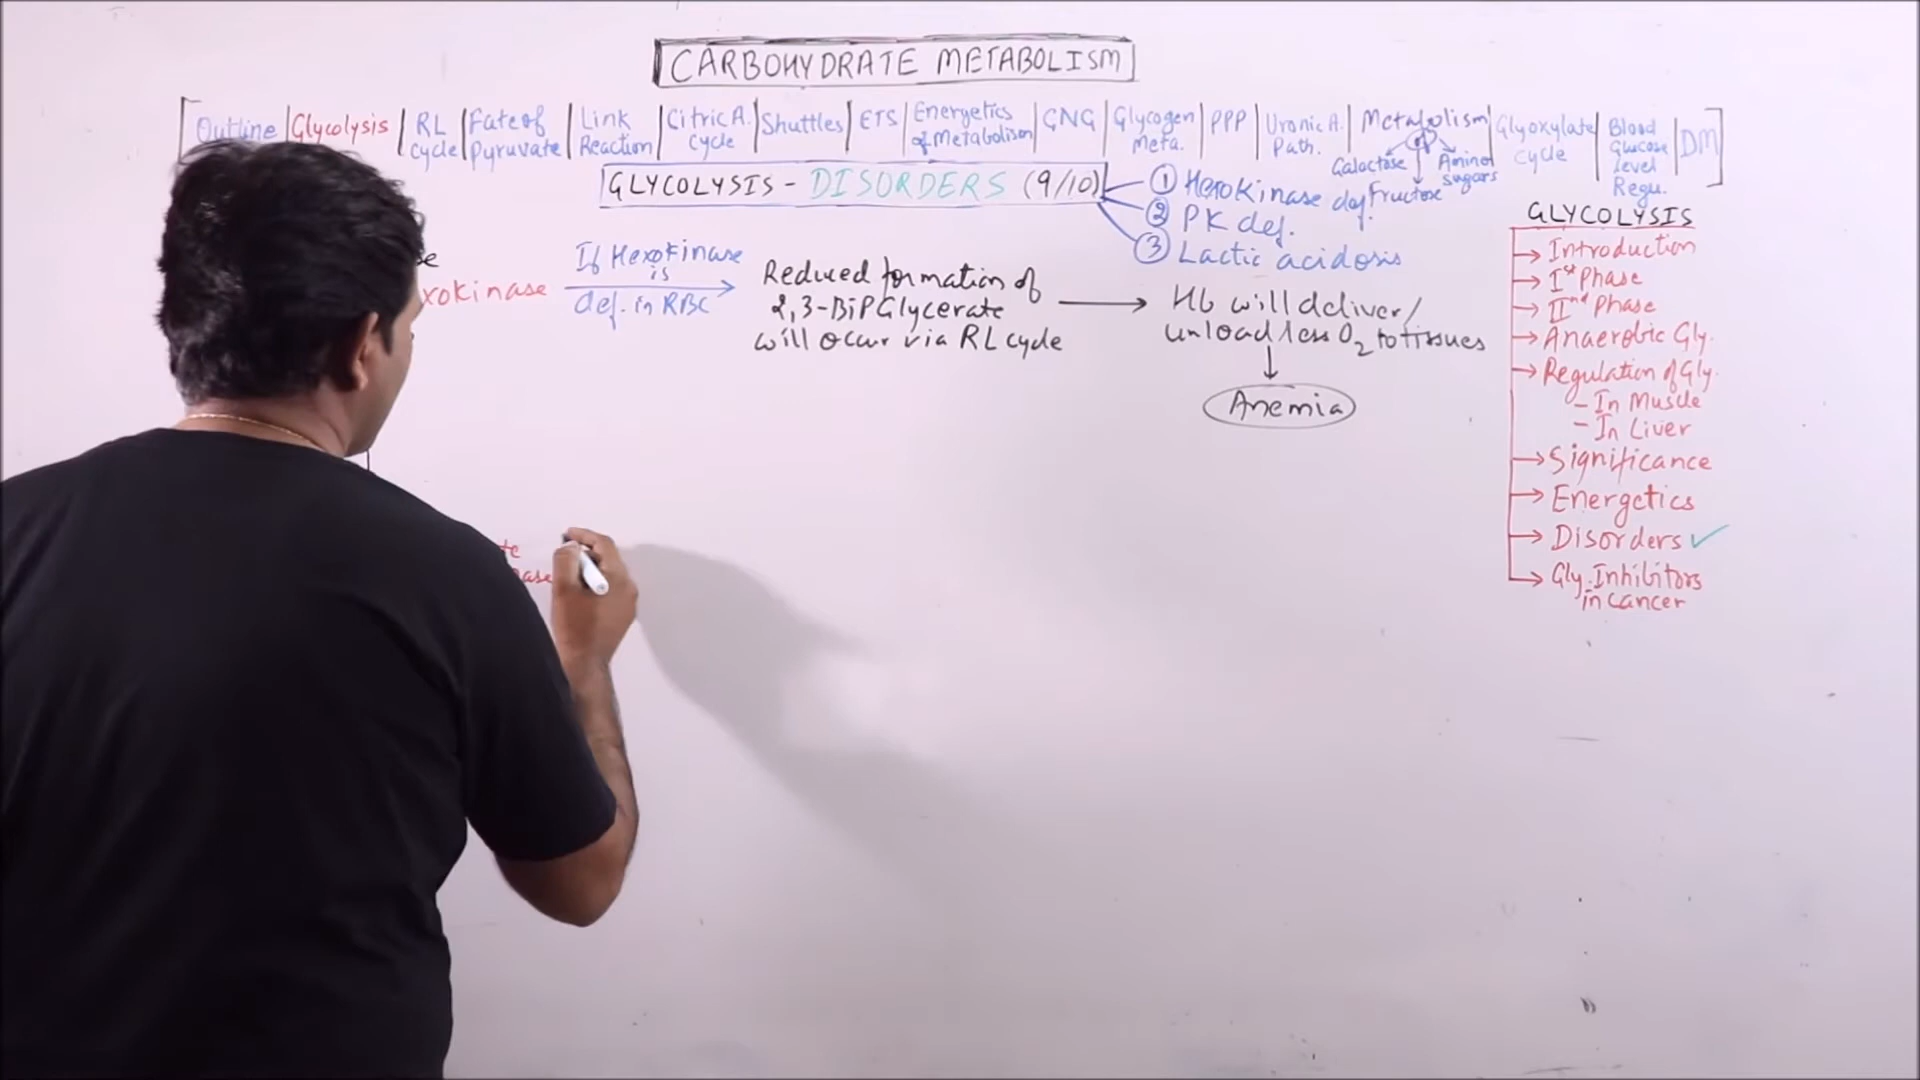 CARBOHYDRATE METABOLISM
Outline | Glycolysis | RL cycle | Fate of Pyruvate | Link Reaction | Citric A. cycle | Shuttles | ETS | Energetics of Metabolism | GNG | Glycogen Meta. | PPP | Uronic A. Path. | Metabolism | Glyoxylate cycle | Blood Glucose level Regu. | DM
Galactose
Fructose
Amino sugars
GLYCOLYSIS - DISORDERS (9/10)
① Hexokinase def.
② PK def.
③ Lactic acidosis
xokinase
If Hexokinase
is
def. in RBC
Reduced formation of
2,3-BiPGlycerate
will occur via RL cycle
Hb will deliver/
unload less O2 to tissues
Anemia
GLYCOLYSIS
Introduction
Ist Phase
IInd Phase
Anaerobic Gly.
Regulation of Gly.
- In Muscle
- In Liver
Significance
Energetics
Disorders ✓
Gly. Inhibitors
in cancer